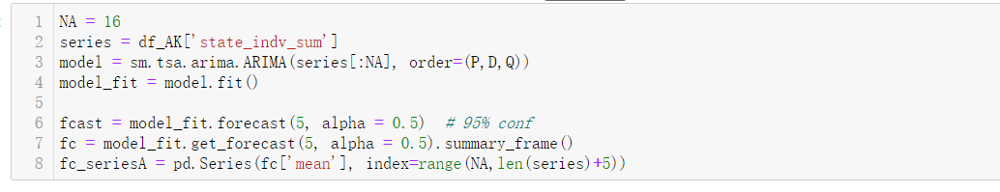 1 NA = 16
2 series = df_AK['state_indv_sum']
3 model = sm.tsa.arima.ARIMA(series[:NA], order=(P,D,Q))
4 model_fit = model.fit()
5
6 fcast = model_fit.forecast(5, alpha = 0.5)  # 95% conf
7 fc = model_fit.get_forecast(5, alpha = 0.5).summary_frame()
8 fc_seriesA = pd.Series(fc['mean'], index=range(NA,len(series)+5))